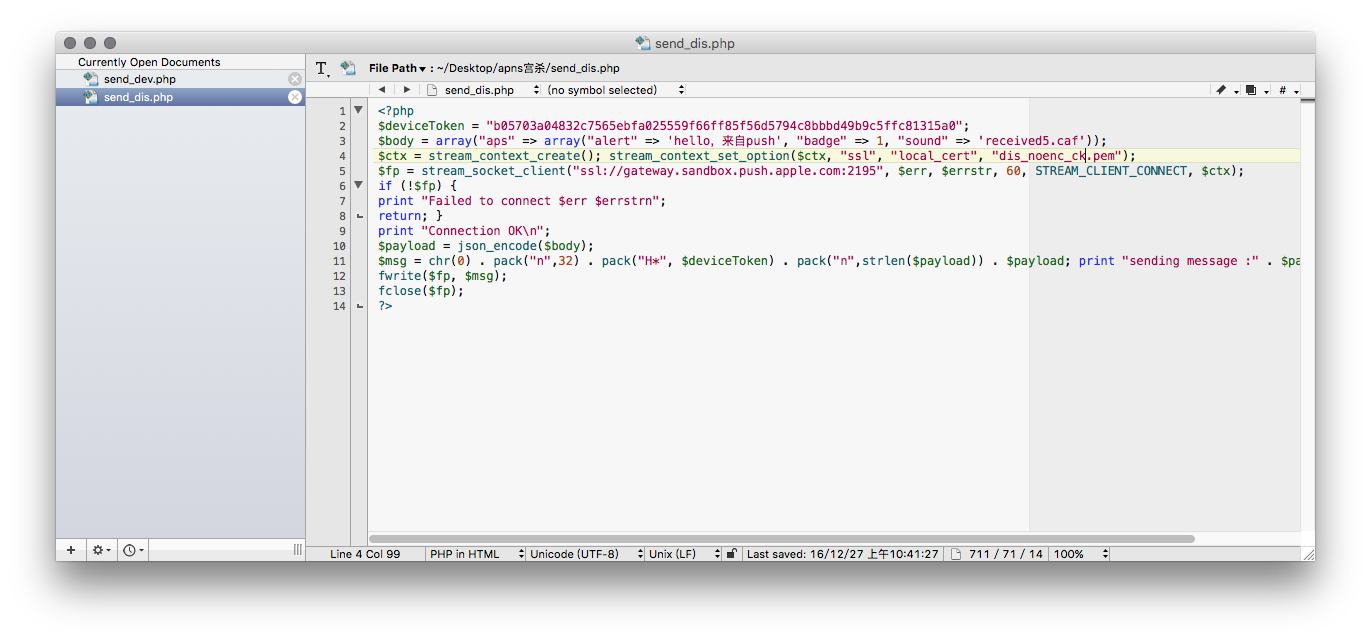 send_dis.php
Currently Open Documents
send_dev.php
send_dis.php
T. File Path ▾ : ~/Desktop/apns宫杀/send_dis.php
◀ ▶ send_dis.php (no symbol selected) #
1 <?php
2 $deviceToken = "b05703a04832c7565ebfa025559f66ff85f56d5794c8bbbd49b9c5ffc81315a0";
3 $body = array("aps" => array("alert" => 'hello，来自push', "badge" => 1, "sound" => 'received5.caf'));
4 $ctx = stream_context_create(); stream_context_set_option($ctx, "ssl", "local_cert", "dis_noenc_ck.pem");
5 $fp = stream_socket_client("ssl://gateway.sandbox.push.apple.com:2195", $err, $errstr, 60, STREAM_CLIENT_CONNECT, $ctx);
6 if (!$fp) {
7 print "Failed to connect $err $errstrn";
8 return; }
9 print "Connection OK\n";
10 $payload = json_encode($body);
11 $msg = chr(0) . pack("n",32) . pack("H*", $deviceToken) . pack("n",strlen($payload)) . $payload; print "sending message :" . $pa
12 fwrite($fp, $msg);
13 fclose($fp);
14 ?>
+ Line 4 Col 99 PHP in HTML Unicode (UTF-8) Unix (LF) Last saved: 16/12/27 上午10:41:27 711 / 71 / 14 100%